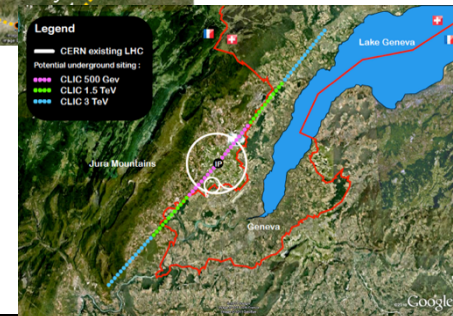 Legend
CERN existing LHC
Potential underground siting :
CLIC 500 Gev
CLIC 1.5 TeV
CLIC 3 TeV
Lake Geneva
Jura Mountains
IP
Geneva
Google